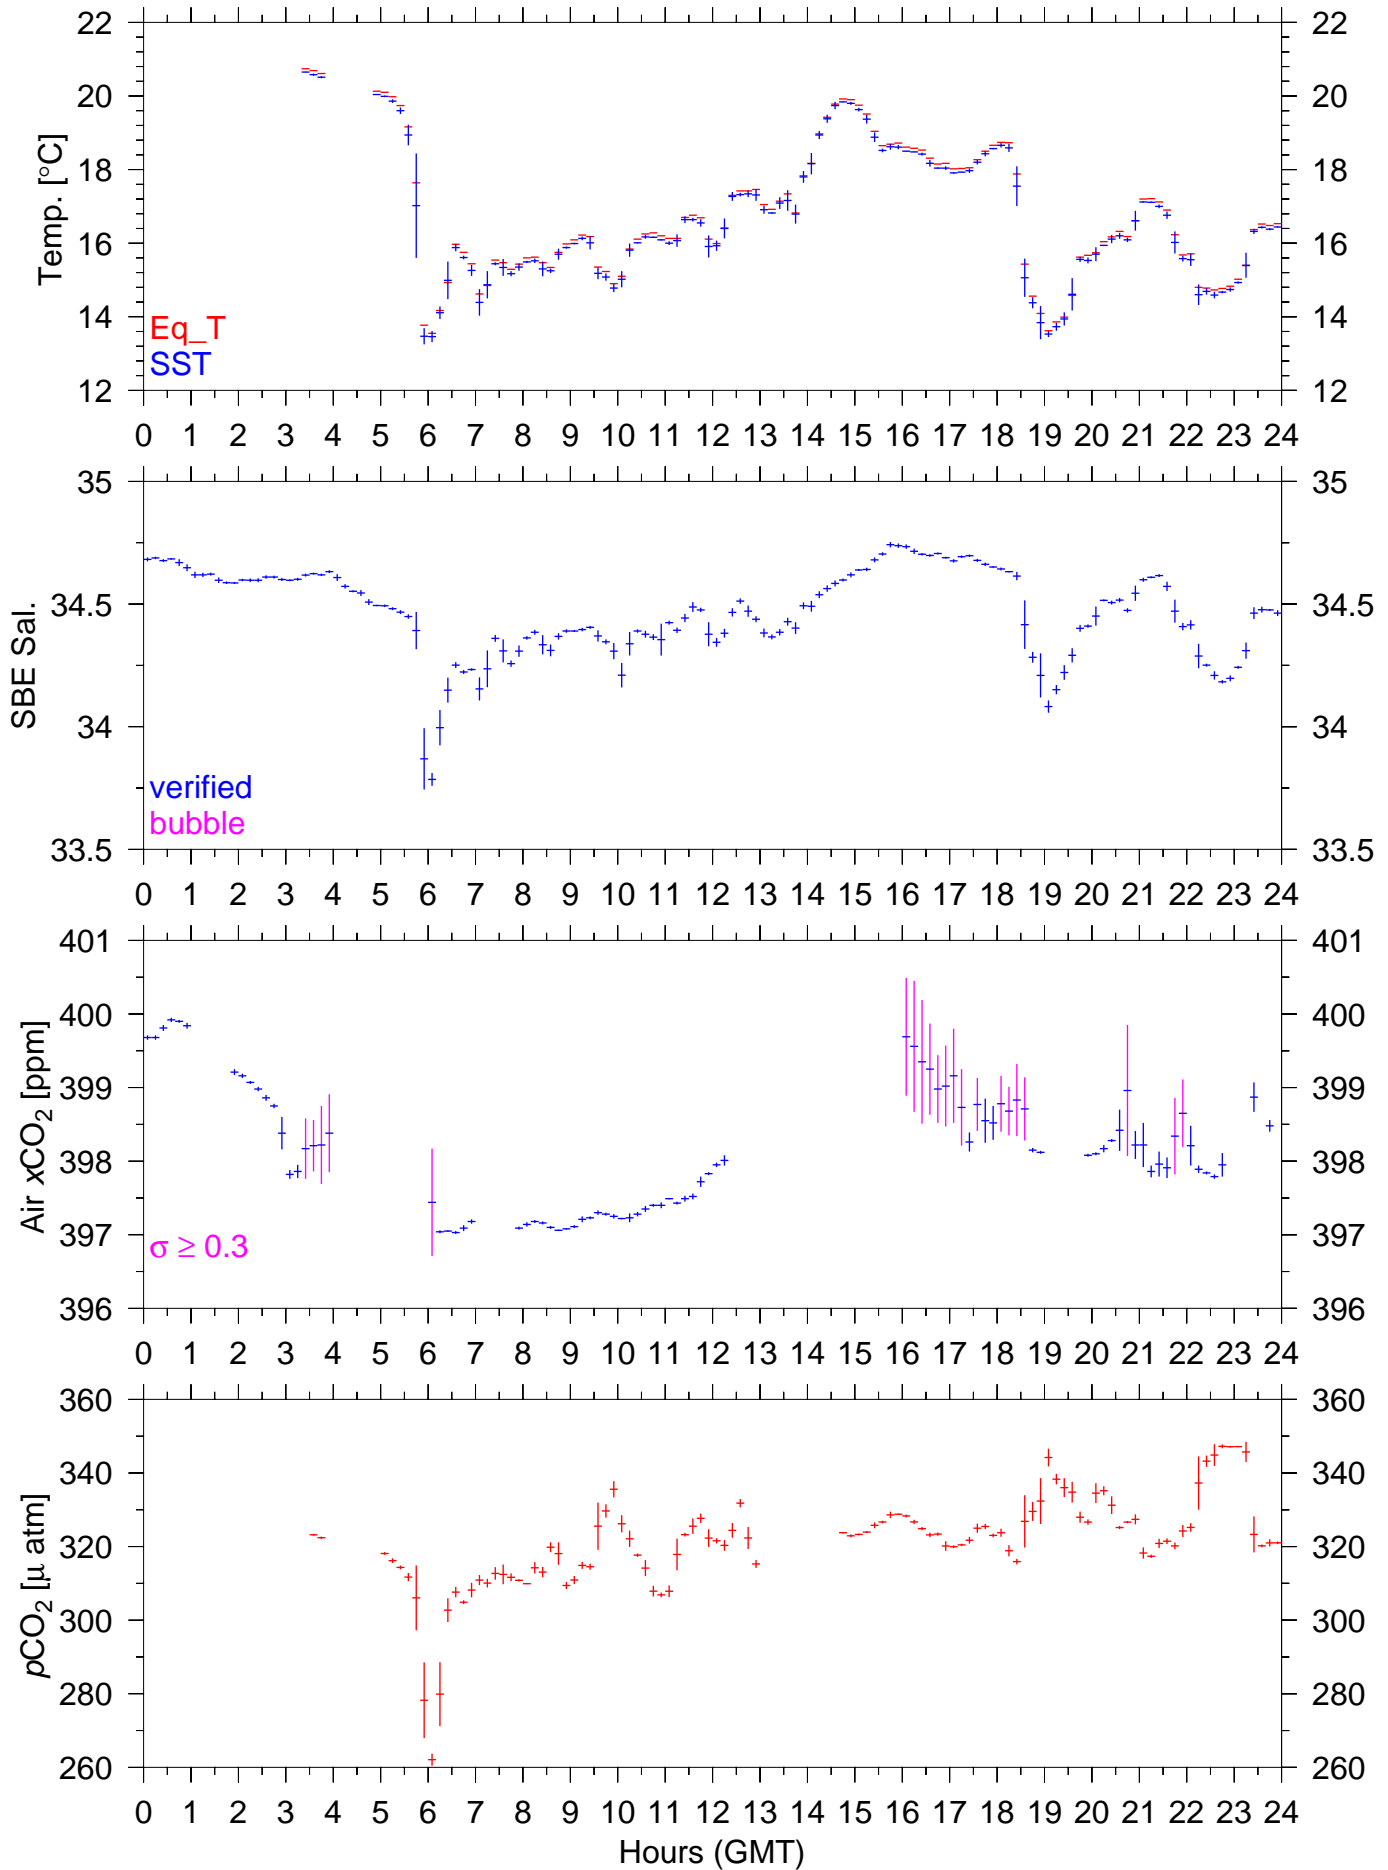 22 22
20 20
18 18
16 16
14 14
12 12
Temp. [°C]
Eq_T
SST
0 1 2 3 4 5 6 7 8 9 10 11 12 13 14 15 16 17 18 19 20 21 22 23 24
35 35
34.5 34.5
34 34
33.5 33.5
SBE Sal.
verified
bubble
0 1 2 3 4 5 6 7 8 9 10 11 12 13 14 15 16 17 18 19 20 21 22 23 24
401 401
400 400
399 399
398 398
397 397
396 396
Air xCO₂ [ppm]
σ ≥ 0.3
0 1 2 3 4 5 6 7 8 9 10 11 12 13 14 15 16 17 18 19 20 21 22 23 24
360 360
340 340
320 320
300 300
280 280
260 260
pCO₂ [μ atm]
0 1 2 3 4 5 6 7 8 9 10 11 12 13 14 15 16 17 18 19 20 21 22 23 24
Hours (GMT)